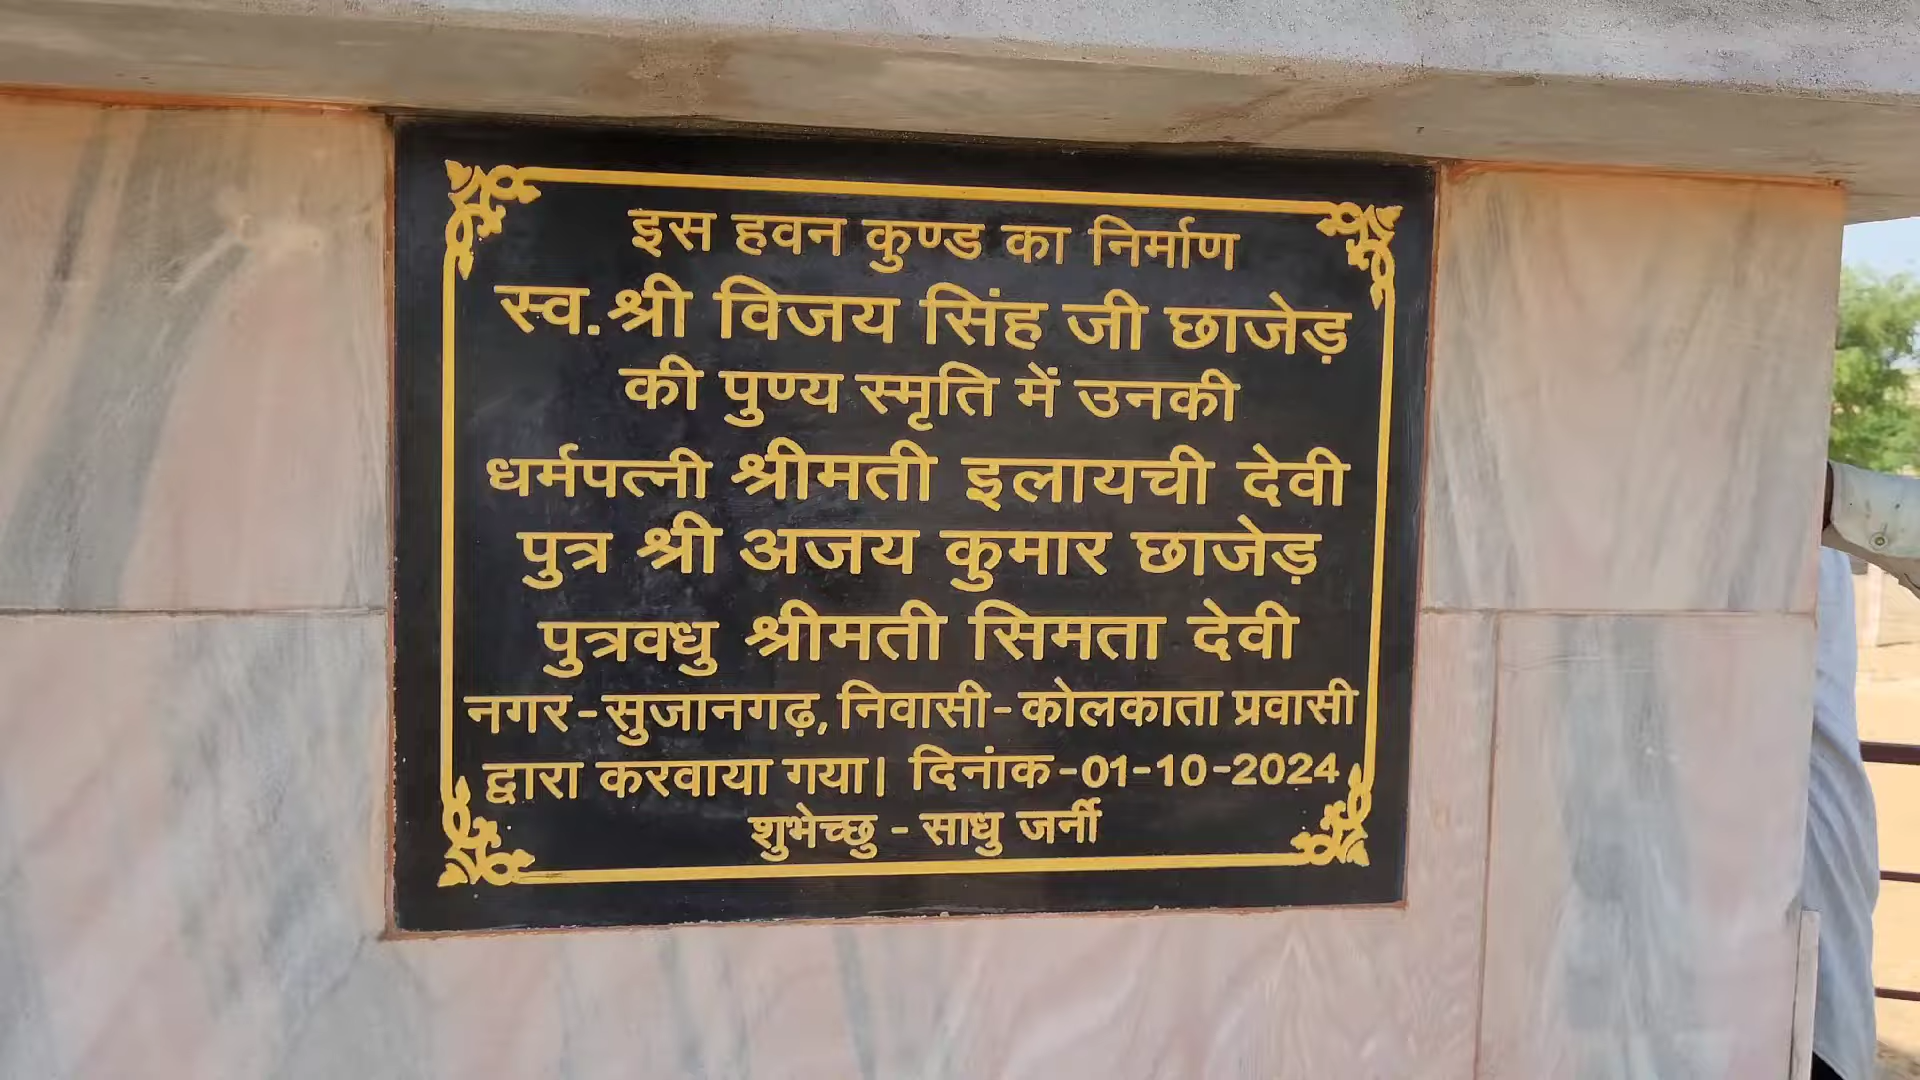 इस हवन कुण्ड का निर्माण
स्व. श्री विजय सिंह जी छाजेड़
की पुण्य स्मृति में उनकी
धर्मपत्नी श्रीमती इलायची देवी
पुत्र श्री अजय कुमार छाजेड़
पुत्रवधु श्रीमती सिमता देवी
नगर-सुजानगढ़, निवासी-कोलकाता प्रवासी
द्वारा करवाया गया। दिनांक-01-10-2024
शुभेच्छु - साधु जर्नी